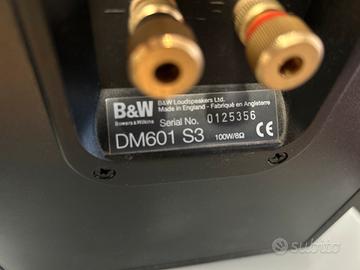 B&W
Bowers & Wilkins
B&W Loudspeakers Ltd.
Made in England - Fabriqué en Angleterre
Serial No. 0125356
DM601 S3 100W/8Ω CE
subito